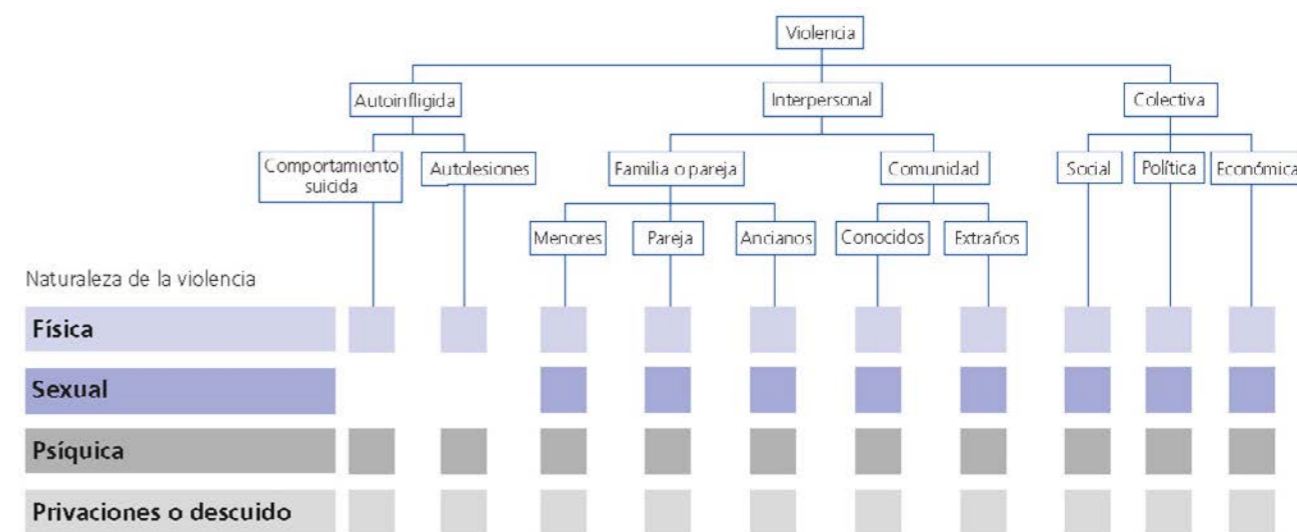 Violencia
Autoinfligida
Interpersonal
Colectiva
Comportamiento
suicida
Autolesiones
Familia o pareja
Comunidad
Social
Política
Económica
Menores
Pareja
Ancianos
Conocidos
Extraños
Naturaleza de la violencia
Física
Sexual
Psíquica
Privaciones o descuido